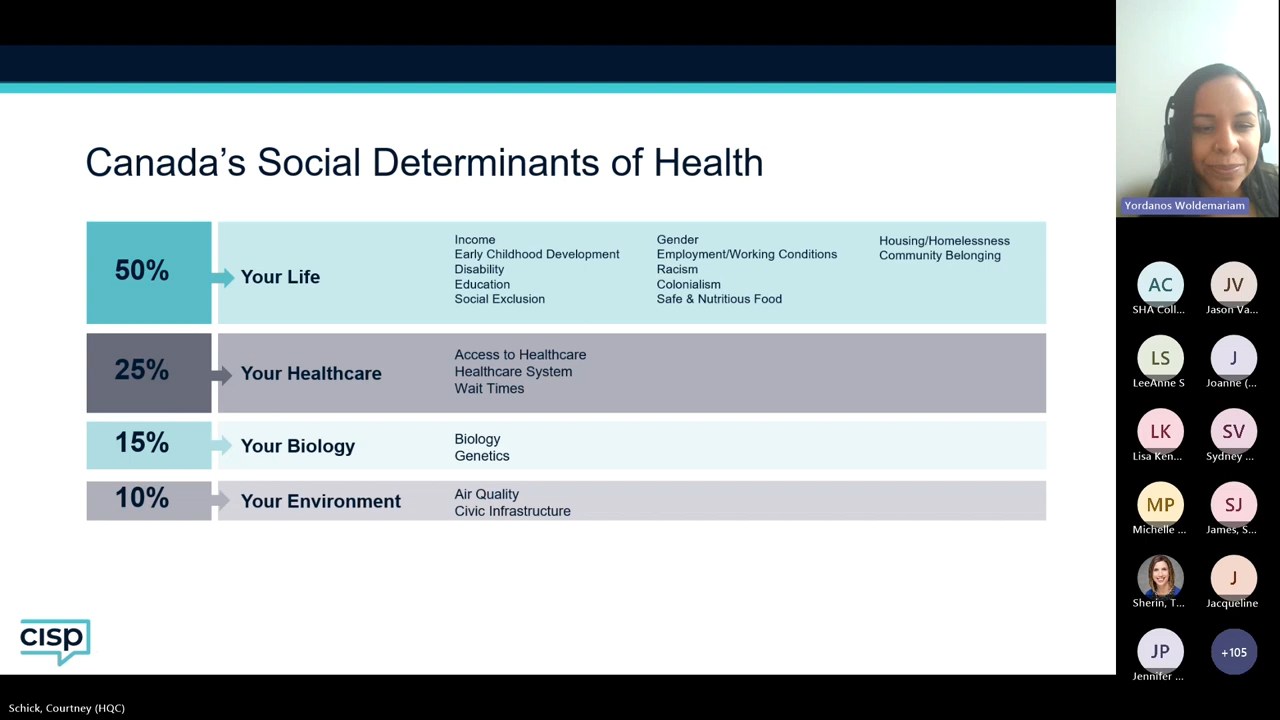 Canada's Social Determinants of Health
50%
Your Life
Income
Early Childhood Development
Disability
Education
Social Exclusion
Gender
Employment/Working Conditions
Racism
Colonialism
Safe & Nutritious Food
Housing/Homelessness
Community Belonging
25%
Your Healthcare
Access to Healthcare
Healthcare System
Wait Times
15%
Your Biology
Biology
Genetics
10%
Your Environment
Air Quality
Civic Infrastructure
cisp
Schick, Courtney (HQC)
Yordanos Woldemariam
AC
SHA Coll...
JV
Jason Va...
LS
LeeAnne S
J
Joanne (...
LK
Lisa Ken...
SV
Sydney ...
MP
Michelle ...
SJ
James, S...
Sherin, T...
J
Jacqueline
JP
Jennifer ...
+105